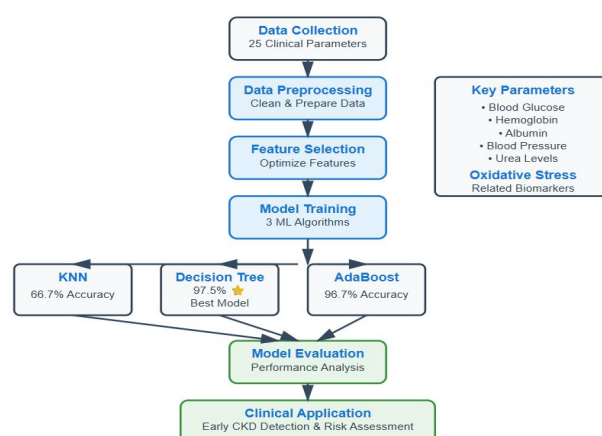 Data Collection
25 Clinical Parameters
Data Preprocessing
Clean & Prepare Data
Feature Selection
Optimize Features
Model Training
3 ML Algorithms
KNN
66.7% Accuracy
Decision Tree
97.5% ⭐
Best Model
AdaBoost
96.7% Accuracy
Model Evaluation
Performance Analysis
Clinical Application
Early CKD Detection & Risk Assessment
Key Parameters
• Blood Glucose
• Hemoglobin
• Albumin
• Blood Pressure
• Urea Levels
Oxidative Stress
Related Biomarkers